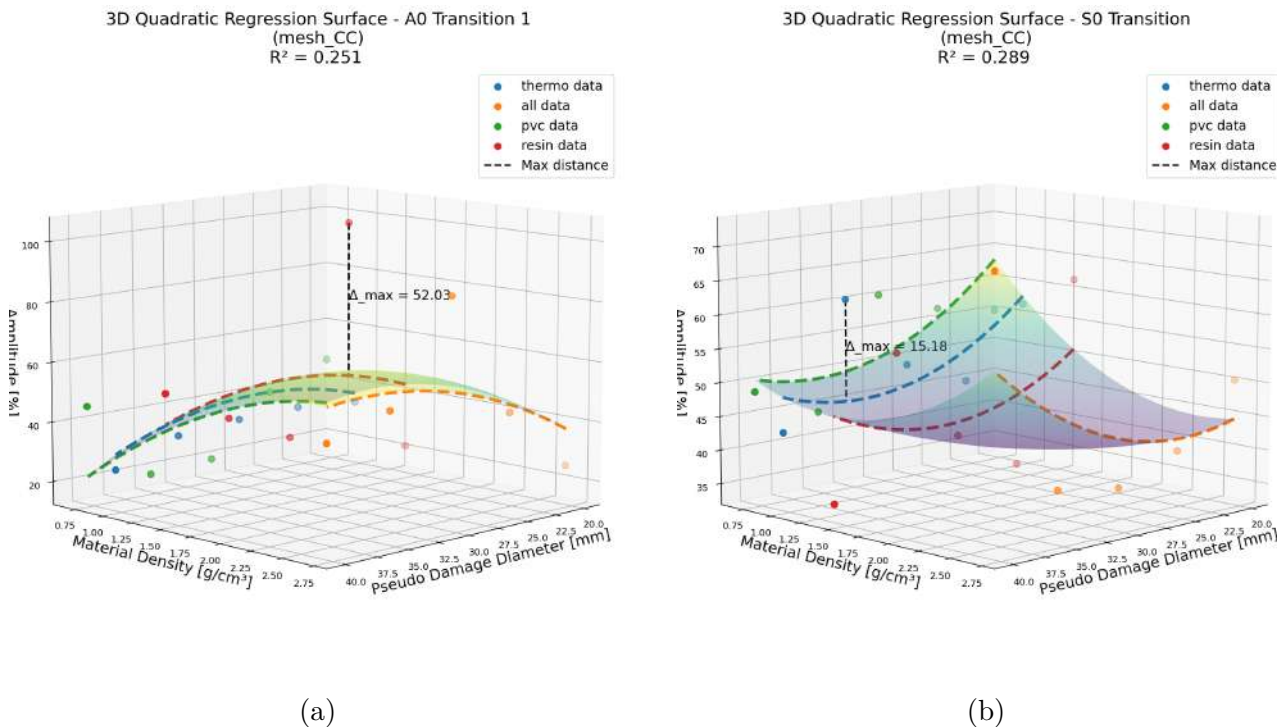 3D Quadratic Regression Surface - A0 Transition 1
(mesh_CC)
R² = 0.251
thermo data
all data
pvc data
resin data
Max distance
100
80
60
40
20
Amplitude [%]
Δ_max = 52.03
0.75
1.00
1.25
1.50
1.75
2.00
2.25
2.50
2.75
Material Density [g/cm³]
40.0
37.5
35.0
32.5
30.0
27.5
25.0
22.5
20.0
Pseudo Damage Diameter [mm]
(a)
3D Quadratic Regression Surface - S0 Transition
(mesh_CC)
R² = 0.289
thermo data
all data
pvc data
resin data
Max distance
70
65
60
55
50
45
40
35
Amplitude [%]
Δ_max = 15.18
0.75
1.00
1.25
1.50
1.75
2.00
2.25
2.50
2.75
Material Density [g/cm³]
40.0
37.5
35.0
32.5
30.0
27.5
25.0
22.5
20.0
Pseudo Damage Diameter [mm]
(b)